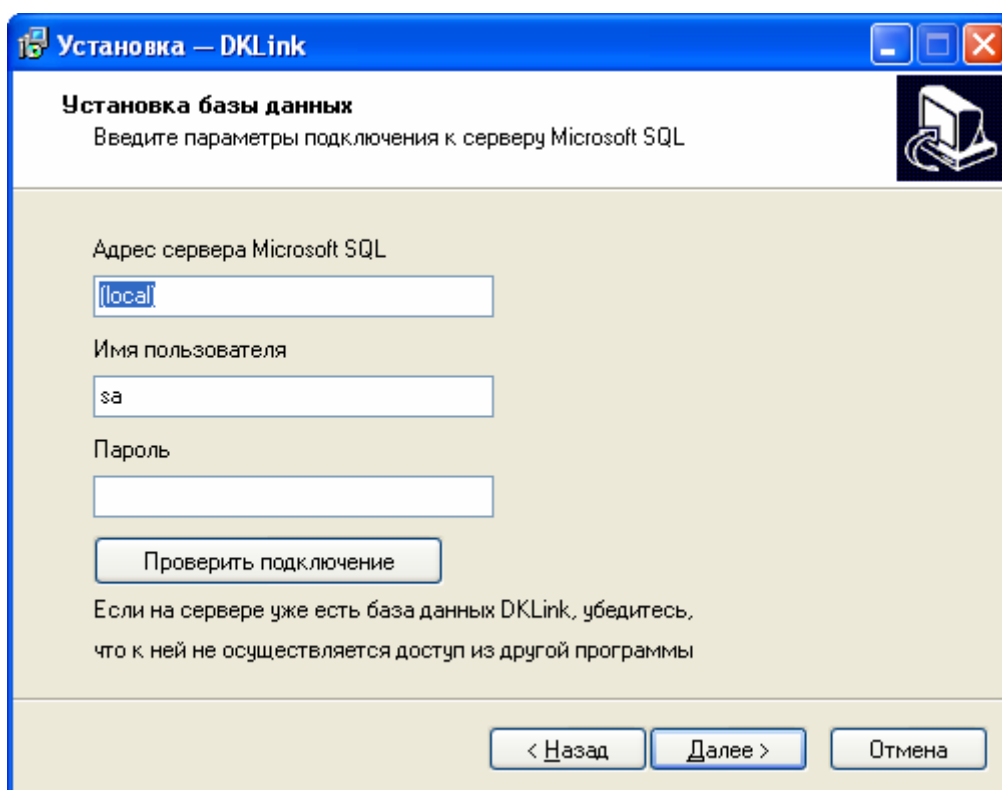 Установка — DKLink
Установка базы данных
Введите параметры подключения к серверу Microsoft SQL
Адрес сервера Microsoft SQL
(local)
Имя пользователя
sa
Пароль
Проверить подключение
Если на сервере уже есть база данных DKLink, убедитесь,
что к ней не осуществляется доступ из другой программы
< Назад Далее > Отмена